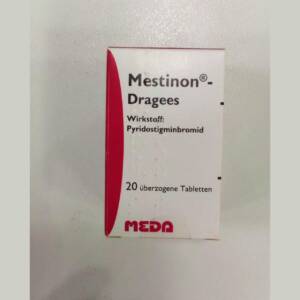 Mestinon®-
Dragees
Wirkstoff:
Pyridostigminbromid
20 überzogene Tabletten
MEDA